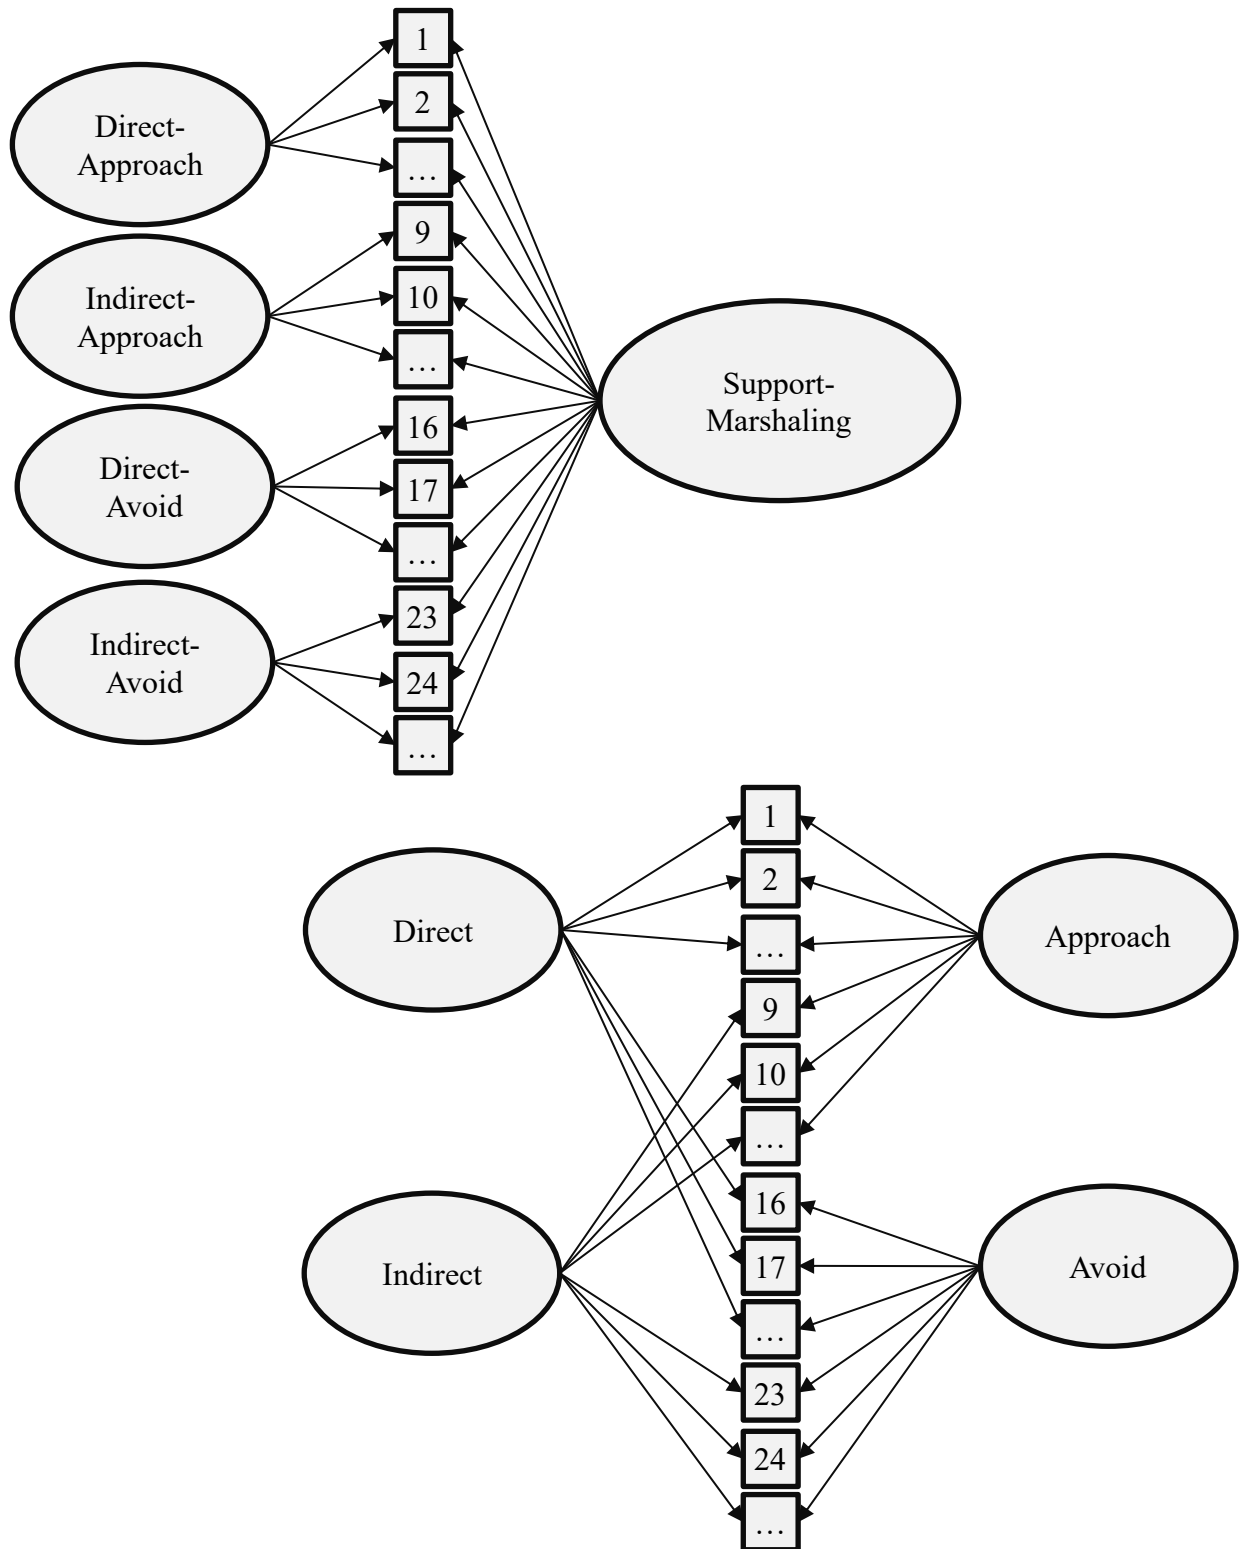 1
2
…
Direct-
Approach
9
10
…
Indirect-
Approach
16
17
…
Direct-
Avoid
23
24
…
Indirect-
Avoid
Support-
Marshaling
1
2
…
9
10
…
16
17
…
23
24
…
Direct
Indirect
Approach
Avoid